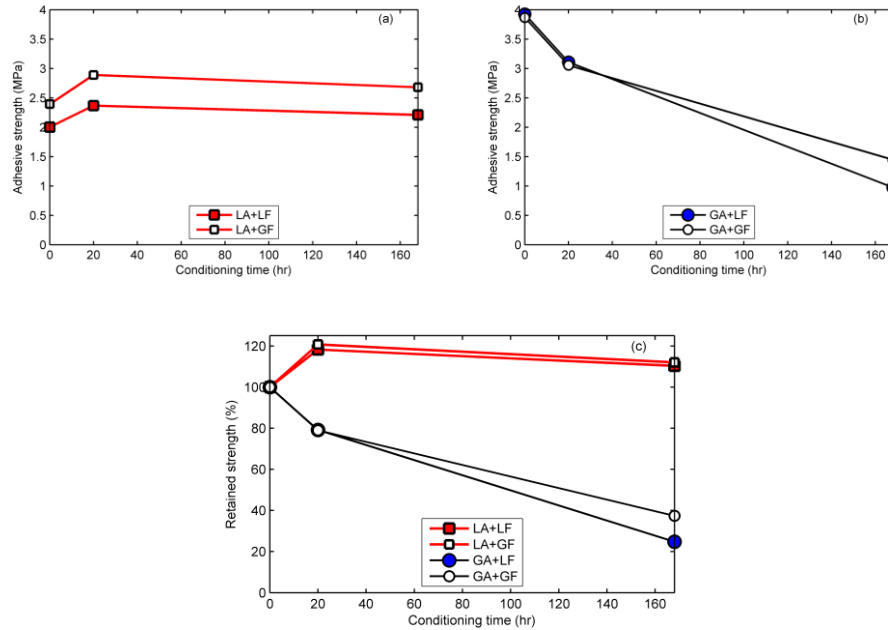 (a)
Adhesive strength (MPa)
4
3.5
3
2.5
2
1.5
1
0.5
0
LA+LF
LA+GF
0 20 40 60 80 100 120 140 160
Conditioning time (hr)
(b)
Adhesive strength (MPa)
4
3.5
3
2.5
2
1.5
1
0.5
0
GA+LF
GA+GF
0 20 40 60 80 100 120 140 160
Conditioning time (hr)
(c)
Retained strength (%)
120
100
80
60
40
20
0
LA+LF
LA+GF
GA+LF
GA+GF
0 20 40 60 80 100 120 140 160
Conditioning time (hr)